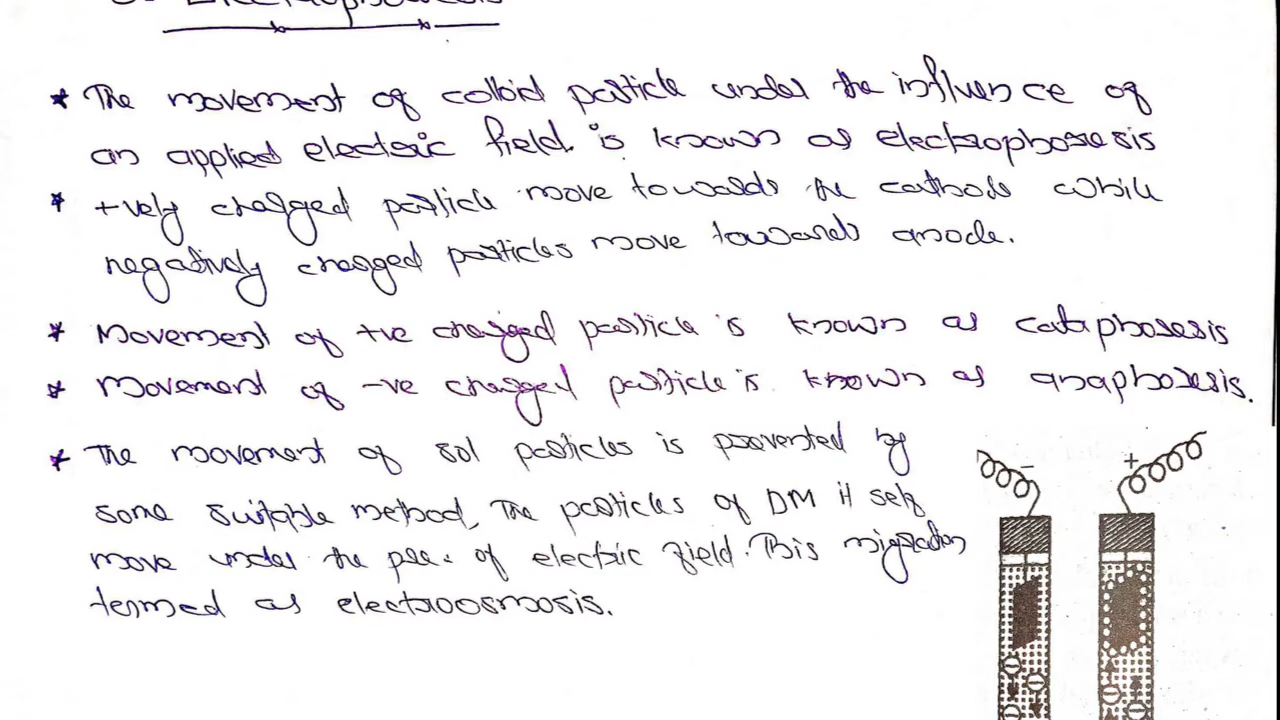 Electrophoresis
* The movement of colloid particle under the influence of
an applied electric field. is known as electrophoresis
* +vely charged particle move towards the cathode while
negatively charged particles move towards anode.
* Movement of +ve charged particle is known as cataphoresis
* Movement of -ve charged particle is known as anaphoresis.
* The movement of sol particles is prevented by
some suitable method, The particles of DM it self
move under the of electric field. This migration
termed as electroosmosis.
- +